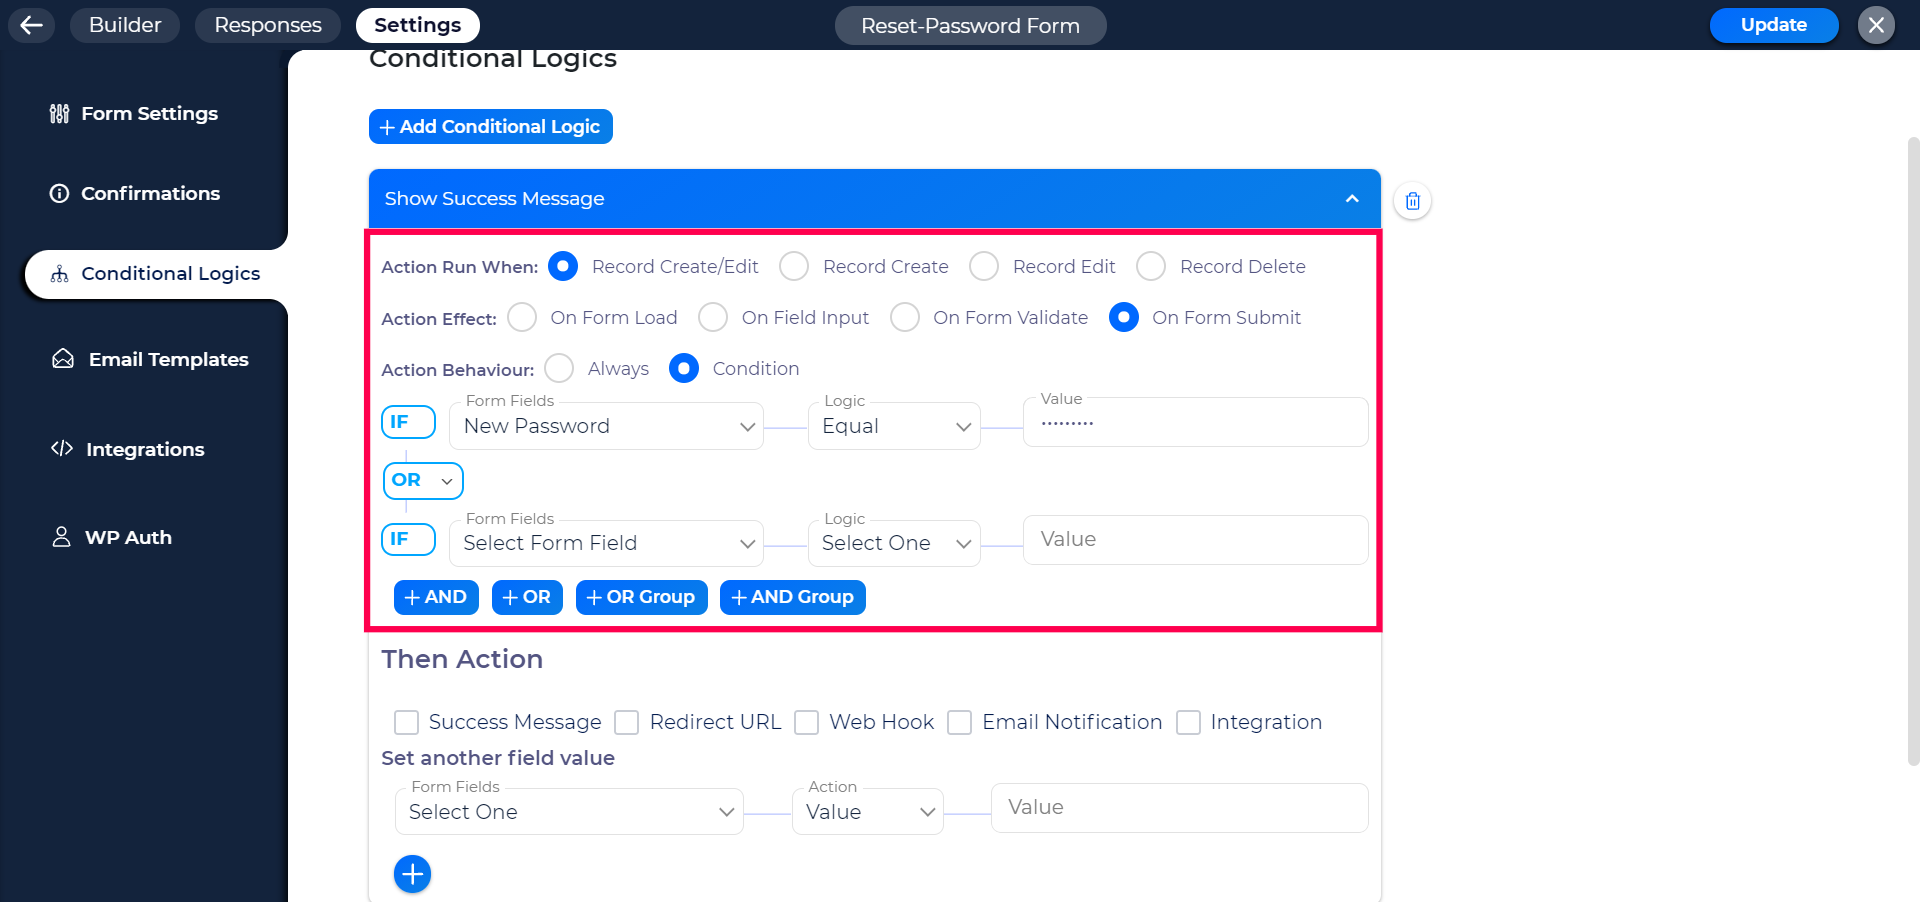 Builder Responses Settings Reset-Password Form Update
Conditional Logics
Form Settings
Confirmations
Conditional Logics
Email Templates
Integrations
WP Auth
+ Add Conditional Logic
Show Success Message
Action Run When: Record Create/Edit Record Create Record Edit Record Delete
Action Effect: On Form Load On Field Input On Form Validate On Form Submit
Action Behaviour: Always Condition
Form Fields Logic Value
IF New Password Equal •••••••••
OR
Form Fields Logic
IF Select Form Field Select One Value
+ AND + OR + OR Group + AND Group
Then Action
Success Message Redirect URL Web Hook Email Notification Integration
Set another field value
Form Fields Action
Select One Value Value